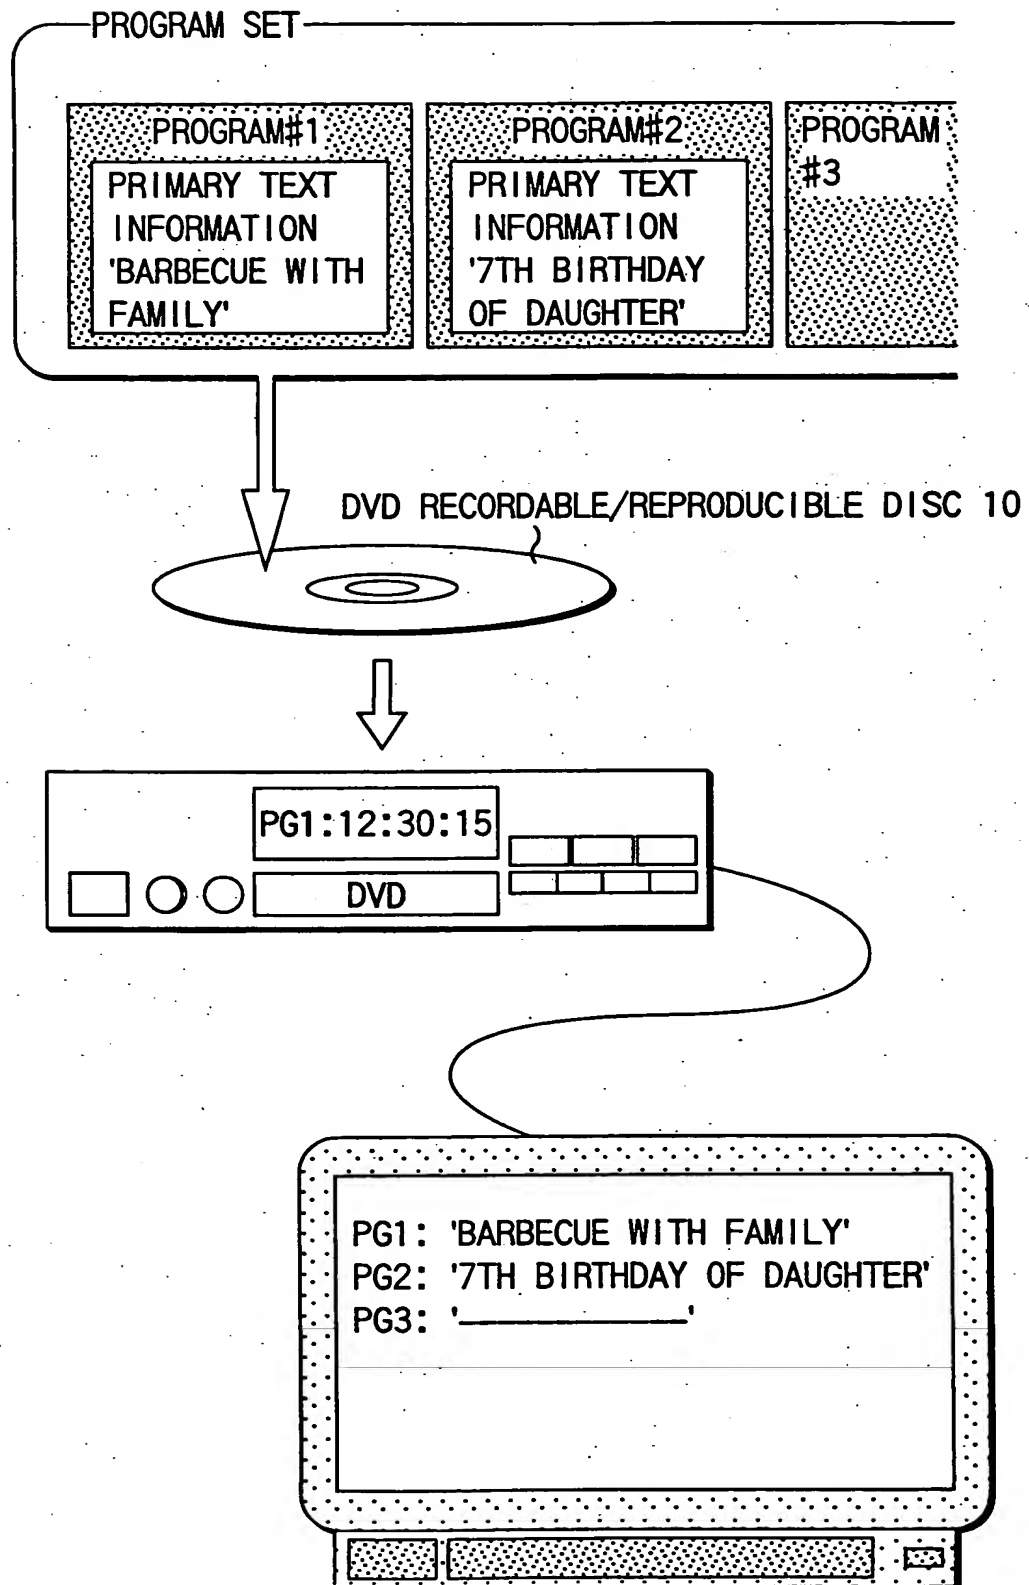 PROGRAM SET
PROGRAM#1
PRIMARY TEXT
INFORMATION
'BARBECUE WITH
FAMILY'
PROGRAM#2
PRIMARY TEXT
INFORMATION
'7TH BIRTHDAY
OF DAUGHTER'
PROGRAM
#3
DVD RECORDABLE/REPRODUCIBLE DISC 10
PG1:12:30:15
DVD
PG1: 'BARBECUE WITH FAMILY'
PG2: '7TH BIRTHDAY OF DAUGHTER'
PG3: '————'